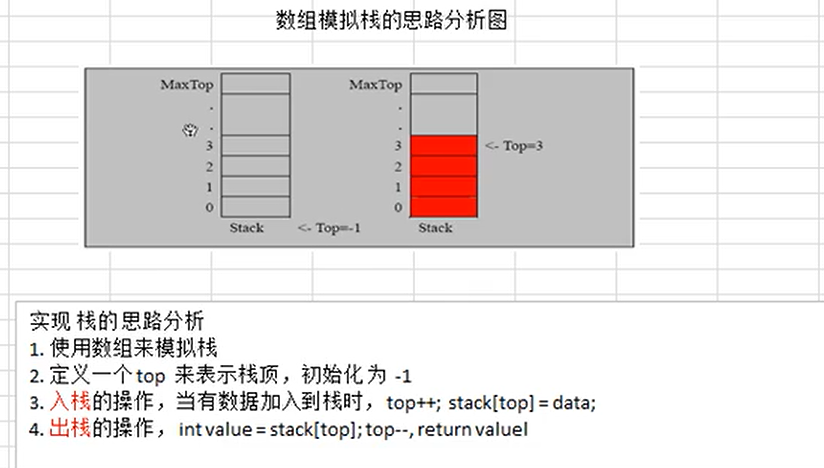 数组模拟栈的思路分析图
MaxTop
.
.
3
2
1
0
Stack
<- Top=-1
MaxTop
.
.
3
2
1
0
<- Top=3
Stack
实现 栈的 思路分析
1. 使用数组来模拟栈
2. 定义一个 top 来表示栈顶，初始化 为 -1
3. 入栈的操作，当有数据加入到栈时，top++; stack[top] = data;
4. 出栈的操作， int value = stack[top]; top--, return valuel